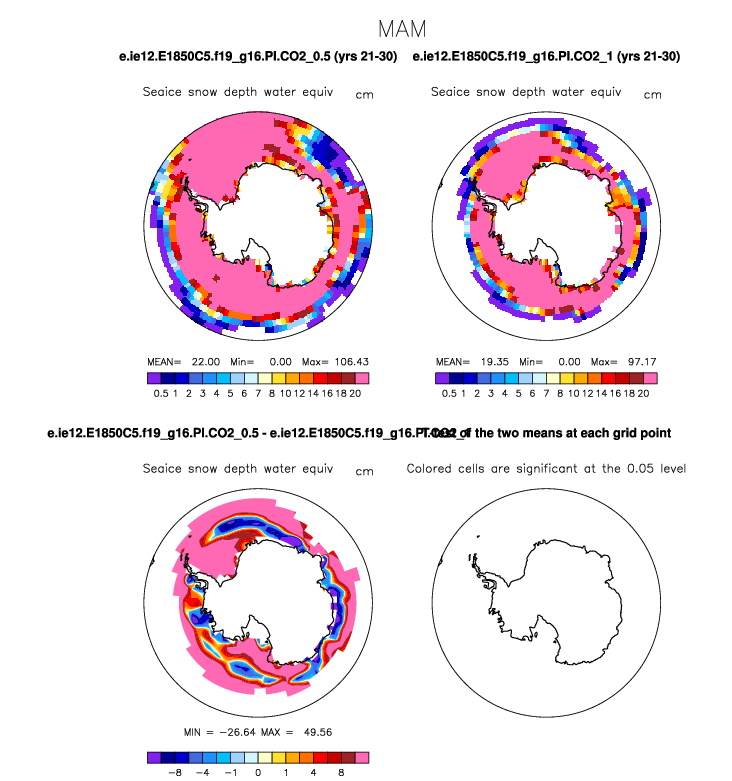 MAM
e.ie12.E1850C5.f19_g16.PI.CO2_0.5 (yrs 21-30) e.ie12.E1850C5.f19_g16.PI.CO2_1 (yrs 21-30)
Seaice snow depth water equiv cm Seaice snow depth water equiv cm
MEAN= 22.00 Min= 0.00 Max= 106.43 MEAN= 19.35 Min= 0.00 Max= 97.17
0.5 1 2 3 4 5 6 7 8 10 12 14 16 18 20 0.5 1 2 3 4 5 6 7 8 10 12 14 16 18 20
e.ie12.E1850C5.f19_g16.PI.CO2_0.5 - e.ie12.E1850C5.f19_g16.PI.CO2_1 T-Test of the two means at each grid point
Seaice snow depth water equiv cm Colored cells are significant at the 0.05 level
MIN = -26.64 MAX = 49.56
-8 -4 -1 0 1 4 8